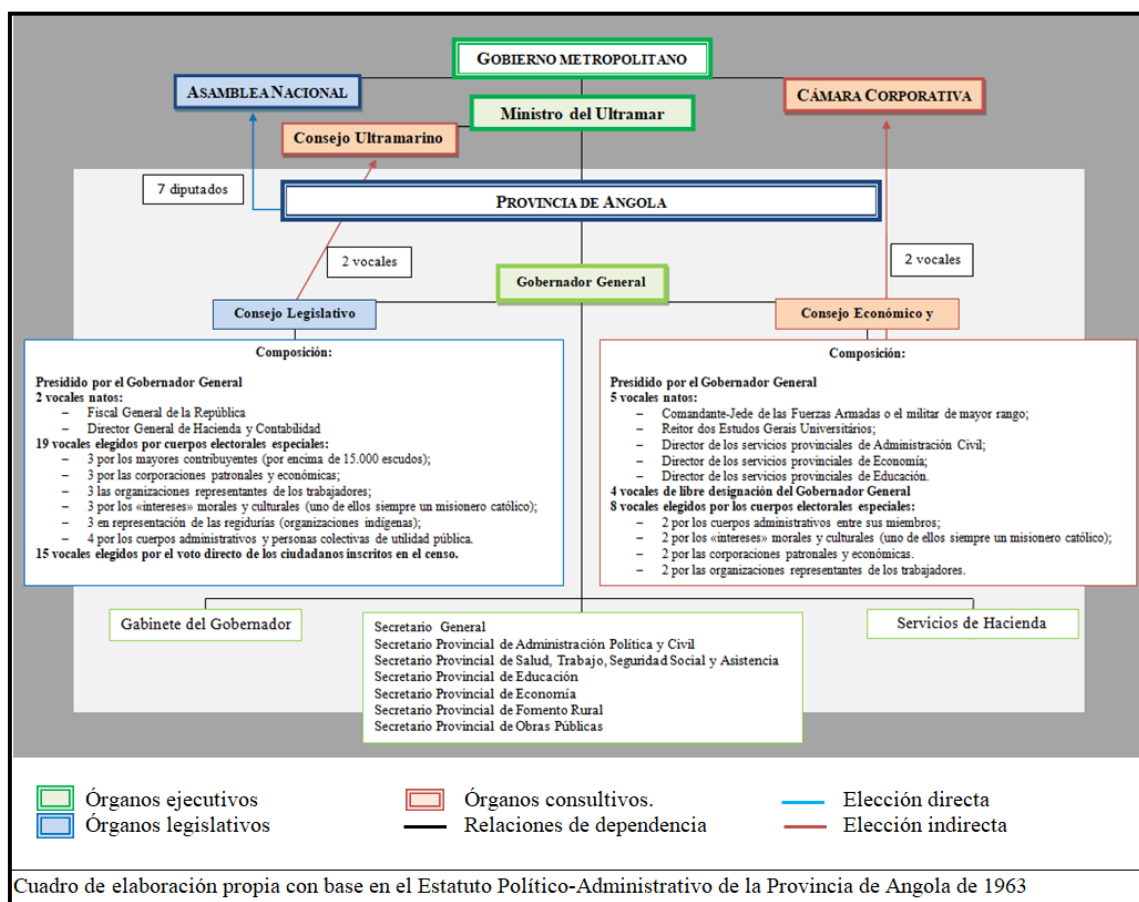 GOBIERNO METROPOLITANO
ASAMBLEA NACIONAL
CÁMARA CORPORATIVA
Ministro del Ultramar
Consejo Ultramarino
7 diputados
PROVINCIA DE ANGOLA
2 vocales
2 vocales
Gobernador General
Consejo Legislativo
Consejo Económico y
Composición:
Presidido por el Gobernador General
2 vocales natos:
– Fiscal General de la República
– Director General de Hacienda y Contabilidad
19 vocales elegidos por cuerpos electorales especiales:
– 3 por los mayores contribuyentes (por encima de 15.000 escudos);
– 3 por las corporaciones patronales y económicas;
– 3 las organizaciones representantes de los trabajadores;
– 3 por los «intereses» morales y culturales (uno de ellos siempre un misionero católico);
– 3 en representación de las regidurías (organizaciones indígenas);
– 4 por los cuerpos administrativos y personas colectivas de utilidad pública.
15 vocales elegidos por el voto directo de los ciudadanos inscritos en el censo.
Composición:
Presidido por el Gobernador General
5 vocales natos:
– Comandante-Jede de las Fuerzas Armadas o el militar de mayor rango;
– Reitor dos Estudos Gerais Universitários;
– Director de los servicios provinciales de Administración Civil;
– Director de los servicios provinciales de Economía;
– Director de los servicios provinciales de Educación.
4 vocales de libre designación del Gobernador General
8 vocales elegidos por los cuerpos electorales especiales:
– 2 por los cuerpos administrativos entre sus miembros;
– 2 por los «intereses» morales y culturales (uno de ellos siempre un misionero católico);
– 2 por las corporaciones patronales y económicas.
– 2 por las organizaciones representantes de los trabajadores.
Gabinete del Gobernador
Secretario General
Secretario Provincial de Administración Política y Civil
Secretario Provincial de Salud, Trabajo, Seguridad Social y Asistencia
Secretario Provincial de Educación
Secretario Provincial de Economía
Secretario Provincial de Fomento Rural
Secretario Provincial de Obras Públicas
Servicios de Hacienda
Órganos ejecutivos
Órganos consultivos.
Elección directa
Órganos legislativos
Relaciones de dependencia
Elección indirecta
Cuadro de elaboración propia con base en el Estatuto Político-Administrativo de la Provincia de Angola de 1963